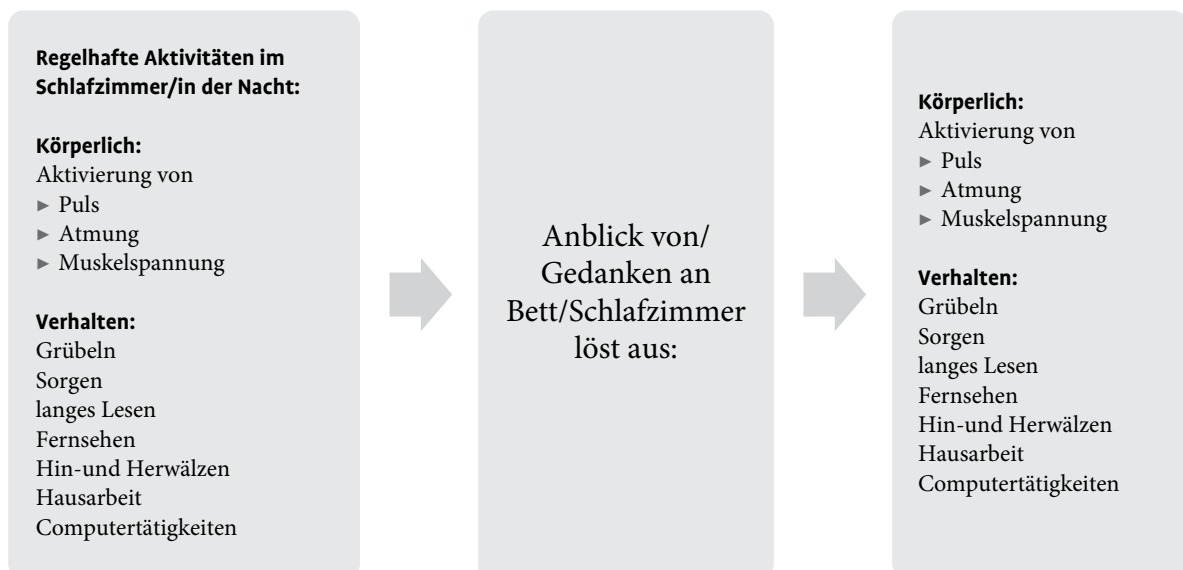 Regelhafte Aktivitäten im
Schlafzimmer/in der Nacht:
Körperlich:
Aktivierung von
► Puls
► Atmung
► Muskelspannung
Verhalten:
Grübeln
Sorgen
langes Lesen
Fernsehen
Hin-und Herwälzen
Hausarbeit
Computertätigkeiten
Anblick von/
Gedanken an
Bett/Schlafzimmer
löst aus:
Körperlich:
Aktivierung von
► Puls
► Atmung
► Muskelspannung
Verhalten:
Grübeln
Sorgen
langes Lesen
Fernsehen
Hin-und Herwälzen
Hausarbeit
Computertätigkeiten